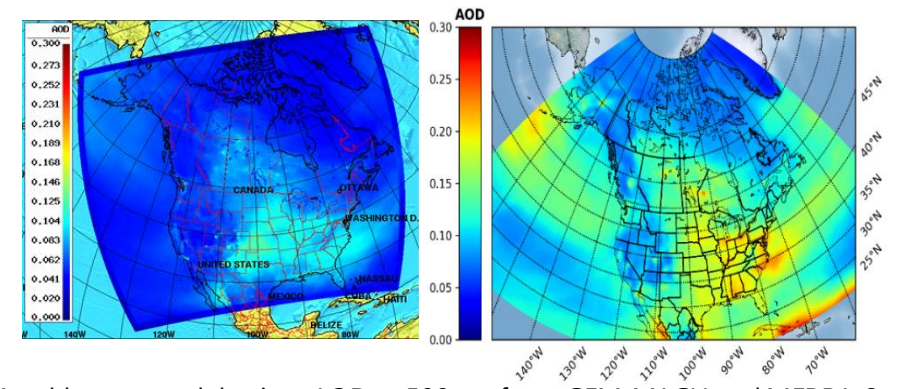 AOD
0.300
0.273
0.252
0.231
0.210
0.189
0.169
0.146
0.125
0.104
0.083
0.062
0.041
0.020
0.000
CANADA
OTTAWA
WASHINGTON D.
UNITED STATES
NASSAU
MEXICO
CUBA
HAITI
BELIZE
140W
120W
100W
80W
AOD
0.30
0.25
0.20
0.15
0.10
0.05
0.00
45°N
40°N
35°N
30°N
25°N
140°W
130°W
120°W
110°W
100°W
90°W
80°W
70°W